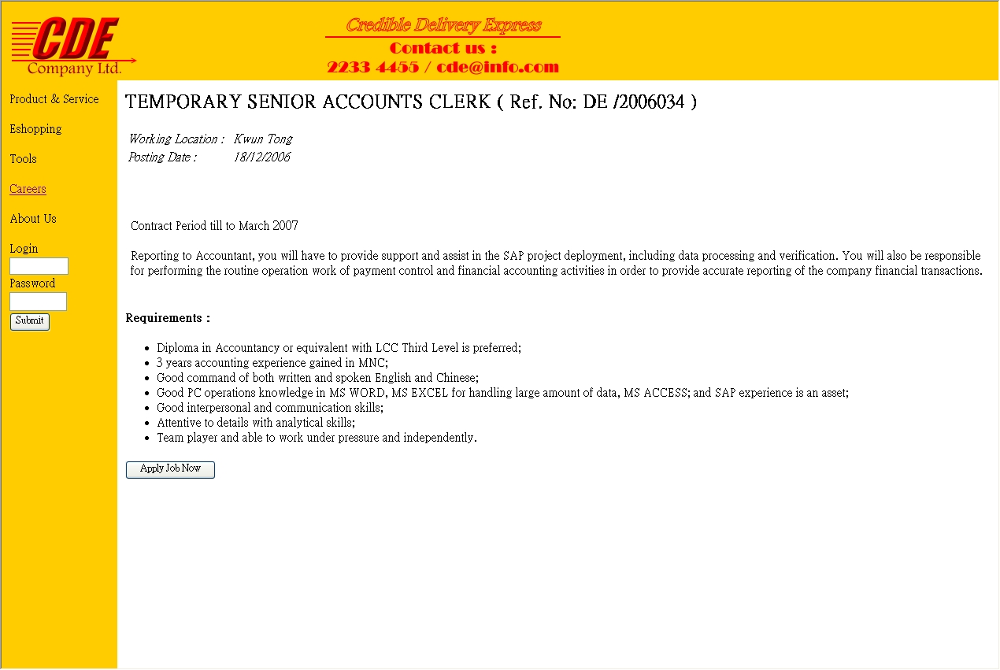 CDE
Company Ltd.
Credible Delivery Express
Contact us :
2233 4455 / cde@info.com
Product & Service
Eshopping
Tools
Careers
About Us
Login
Password
Submit
TEMPORARY SENIOR ACCOUNTS CLERK ( Ref. No: DE /2006034 )
Working Location : Kwun Tong
Posting Date : 18/12/2006
Contract Period till to March 2007
Reporting to Accountant, you will have to provide support and assist in the SAP project deployment, including data processing and verification. You will also be responsible
for performing the routine operation work of payment control and financial accounting activities in order to provide accurate reporting of the company financial transactions.
Requirements :
• Diploma in Accountancy or equivalent with LCC Third Level is preferred;
• 3 years accounting experience gained in MNC;
• Good command of both written and spoken English and Chinese;
• Good PC operations knowledge in MS WORD, MS EXCEL for handling large amount of data, MS ACCESS; and SAP experience is an asset;
• Good interpersonal and communication skills;
• Attentive to details with analytical skills;
• Team player and able to work under pressure and independently.
Apply Job Now